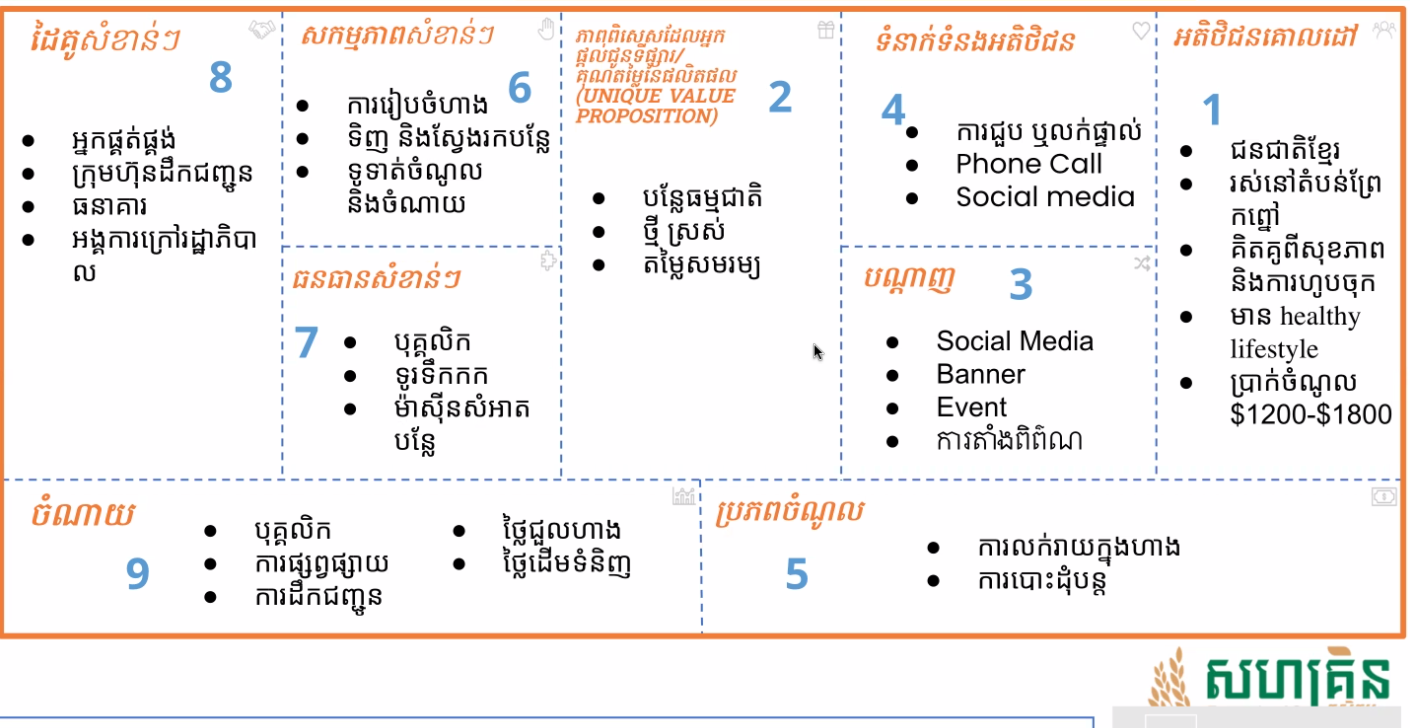 ដៃគូសំខាន់ៗ
8
● អ្នកផ្គត់ផ្គង់
● ក្រុមហ៊ុនដឹកជញ្ជូន
● ធនាគារ
● អង្គការក្រៅរដ្ឋាភិបា
ល
សកម្មភាពសំខាន់ៗ
6
● ការរៀបចំហាង
● ទិញ និងស្វែងរកបន្លែ
● ទូទាត់ចំណូល
និងចំណាយ
ធនធានសំខាន់ៗ
7
● បុគ្គលិក
● ទូរទឹកកក
● ម៉ាស៊ីនសំអាត
បន្លែ
ភាពពិសេសដែលអ្នក
ផ្តល់ជូនទីផ្សារ/
គុណតម្លៃនៃផលិតផល
(UNIQUE VALUE
PROPOSITION)
2
● បន្លែធម្មជាតិ
● ថ្មី ស្រស់
● តម្លៃសមរម្យ
ទំនាក់ទំនងអតិថិជន
4
● ការជួប ឬលក់ផ្ទាល់
● Phone Call
● Social media
បណ្តាញ
3
● Social Media
● Banner
● Event
● ការតាំងពិព័ណ
អតិថិជនគោលដៅ
1
● ជនជាតិខ្មែរ
● រស់នៅតំបន់ព្រែ
កព្នៅ
● គិតគូពីសុខភាព
និងការហូបចុក
● មាន healthy
lifestyle
● ប្រាក់ចំណូល
$1200-$1800
ចំណាយ
9
● បុគ្គលិក
● ការផ្សព្វផ្សាយ
● ការដឹកជញ្ជូន
● ថ្លៃជួលហាង
● ថ្លៃដើមទំនិញ
ប្រភពចំណូល
5
● ការលក់រាយក្នុងហាង
● ការបោះដុំបន្ត
សហគ្រិន